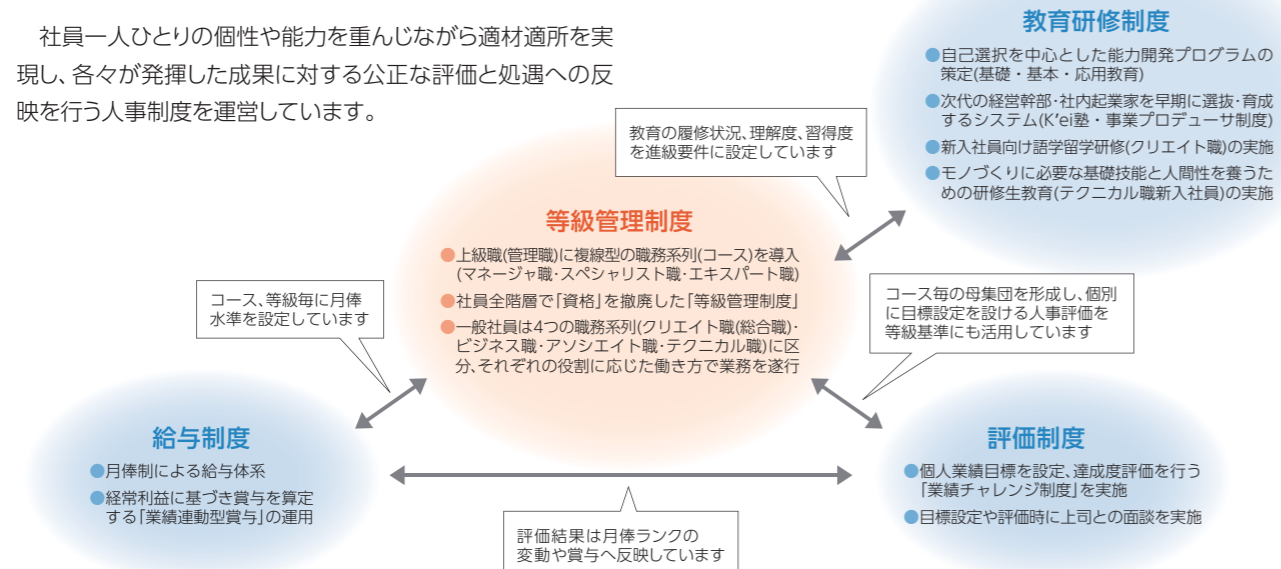 社員一人ひとりの個性や能力を重んじながら適材適所を実
現し、各々が発揮した成果に対する公正な評価と処遇への反
映を行う人事制度を運営しています。
教育研修制度
●自己選択を中心とした能力開発プログラムの
策定(基礎・基本・応用教育)
●次代の経営幹部・社内起業家を早期に選抜・育成
するシステム(K'ei塾・事業プロデューサ制度)
●新入社員向け語学留学研修(クリエイト職)の実施
●モノづくりに必要な基礎技能と人間性を養うた
めの研修生教育(テクニカル職新入社員)の実施
教育の履修状況、理解度、習得度
を進級要件に設定しています
等級管理制度
●上級職(管理職)に複線型の職務系列(コース)を導入
(マネージャ職・スペシャリスト職・エキスパート職)
●社員全階層で「資格」を撤廃した「等級管理制度」
●一般社員は4つの職務系列(クリエイト職(総合職)・
ビジネス職・アソシエイト職・テクニカル職)に区
分、それぞれの役割に応じた働き方で業務を遂行
コース、等級毎に月俸
水準を設定しています
コース毎の母集団を形成し、個別
に目標設定を設ける人事評価を
等級基準にも活用しています
給与制度
●月俸制による給与体系
●経常利益に基づき賞与を算定
する「業績連動型賞与」の運用
評価制度
●個人業績目標を設定、達成度評価を行う
「業績チャレンジ制度」を実施
●目標設定や評価時に上司との面談を実施
評価結果は月俸ランクの
変動や賞与へ反映しています